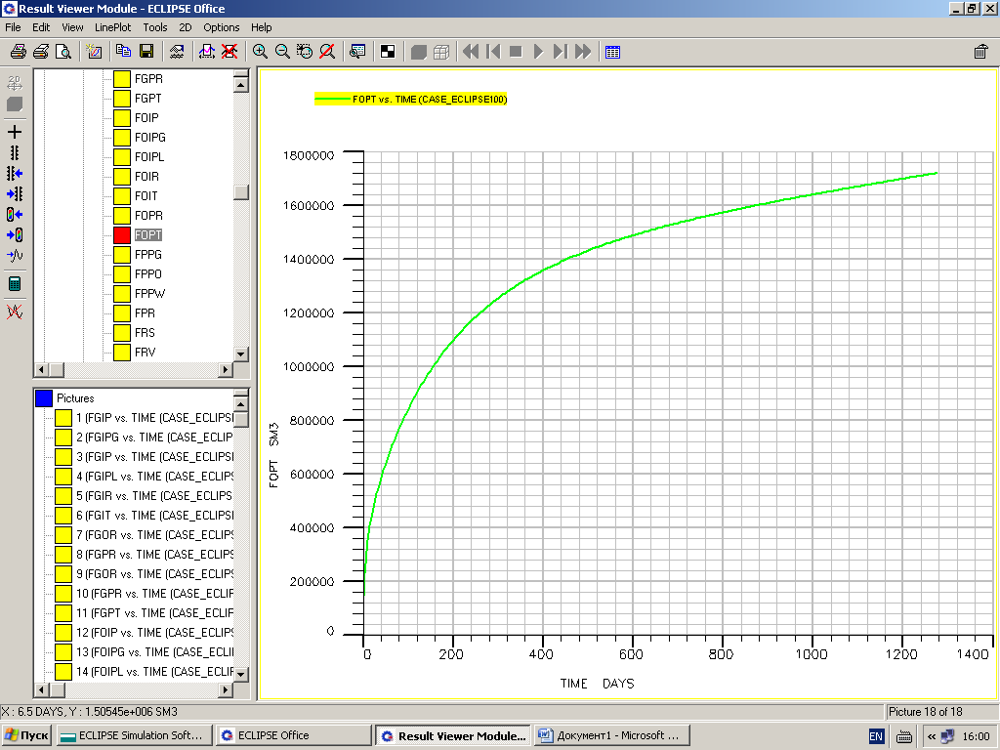 Result Viewer Module - ECLIPSE Office
File Edit View LinePlot Tools 2D Options Help
2D
FGPR
FGPT
FOIP
FOIPG
FOIPL
FOIR
FOIT
FOPR
FOPT
FPPG
FPPO
FPPW
FPR
FRS
FRV
Pictures
1 (FGIP vs. TIME (CASE_ECLIPSI
2 (FGIPG vs. TIME (CASE_ECLIP
3 (FGIP vs. TIME (CASE_ECLIPSI
4 (FGIPL vs. TIME (CASE_ECLIPS
5 (FGIR vs. TIME (CASE_ECLIPS
6 (FGIT vs. TIME (CASE_ECLIPSI
7 (FGOR vs. TIME (CASE_ECLIPS
8 (FGPR vs. TIME (CASE_ECLIPS
9 (FGOR vs. TIME (CASE_ECLIPS
10 (FGPR vs. TIME (CASE_ECLIF
11 (FGPT vs. TIME (CASE_ECLIF
12 (FOIP vs. TIME (CASE_ECLIPS
13 (FOIPG vs. TIME (CASE_ECLI
14 (FOIPL vs. TIME (CASE_ECLIF
FOPT vs. TIME (CASE_ECLIPSE100)
1800000
1600000
1400000
1200000
1000000
800000
600000
400000
200000
0
FOPT SM3
0 200 400 600 800 1000 1200 1400
TIME DAYS
X : 6.5 DAYS, Y : 1.50545e+006 SM3
Picture 18 of 18
Пуск ECLIPSE Simulation Soft... ECLIPSE Office Result Viewer Module... Документ1 - Microsoft ... EN « 16:00